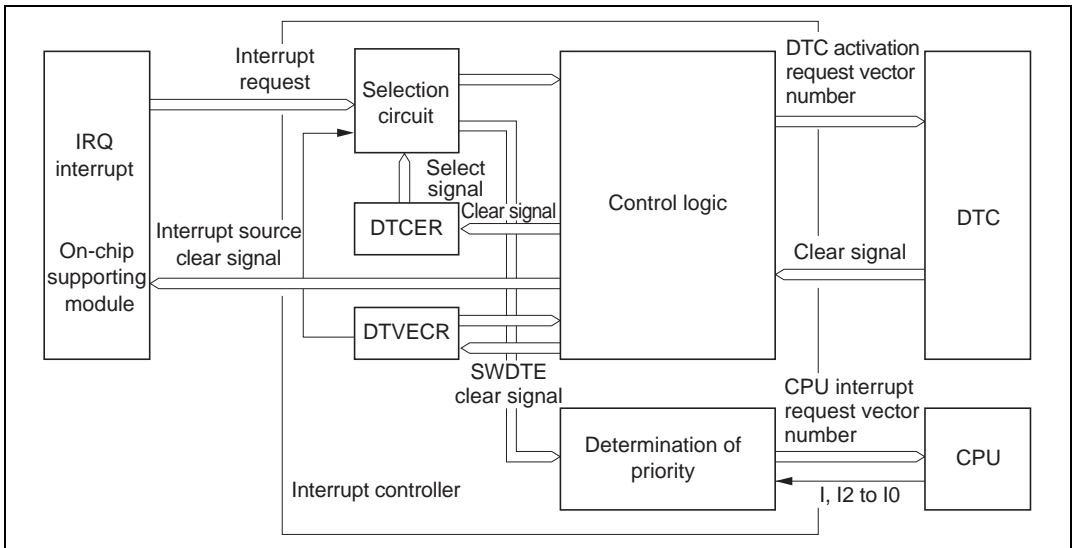 Interrupt
request
Selection
circuit
DTC activation
request vector
number
IRQ
interrupt
Select
signal
Control logic
DTCER
Clear signal
DTC
On-chip
supporting
module
Interrupt source
clear signal
Clear signal
DTVECR
SWDTE
clear signal
CPU interrupt
request vector
number
Determination of
priority
CPU
Interrupt controller
I, I2 to I0